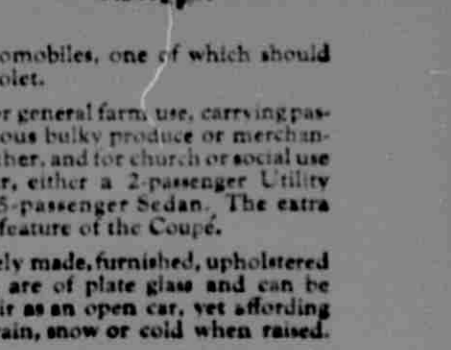 omobiles, one of which should
olet.
or general farm use, carrying pas-
ous bulky produce or merchan-
ther, and for church or social use
r, either a 2-passenger Utility
5-passenger Sedan. The extra
feature of the Coupé.
ely made, furnished, upholstered
are of plate glass and can be
ir as an open car, yet affording
rain, snow or cold when raised.